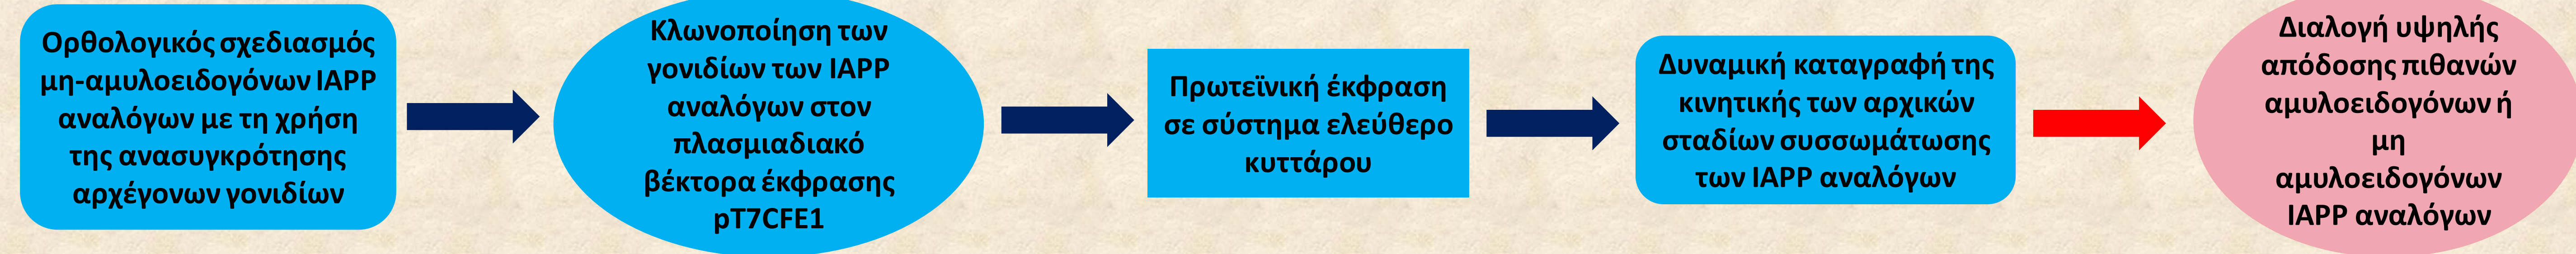 Ορθολογικός σχεδιασμός
μη-αμυλοειδογόνων IAPP
αναλόγων με τη χρήση
της ανασυγκρότησης
αρχέγονων γονιδίων
Κλωνοποίηση των
γονιδίων των IAPP
αναλόγων στον
πλασμιαδιακό
βέκτορα έκφρασης
pT7CFE1
Πρωτεϊνική έκφραση
σε σύστημα ελεύθερο
κυττάρου
Δυναμική καταγραφή της
κινητικής των αρχικών
σταδίων συσσωμάτωσης
των IAPP αναλόγων
Διαλογή υψηλής
απόδοσης πιθανών
αμυλοειδογόνων ή
μη
αμυλοειδογόνων
IAPP αναλόγων